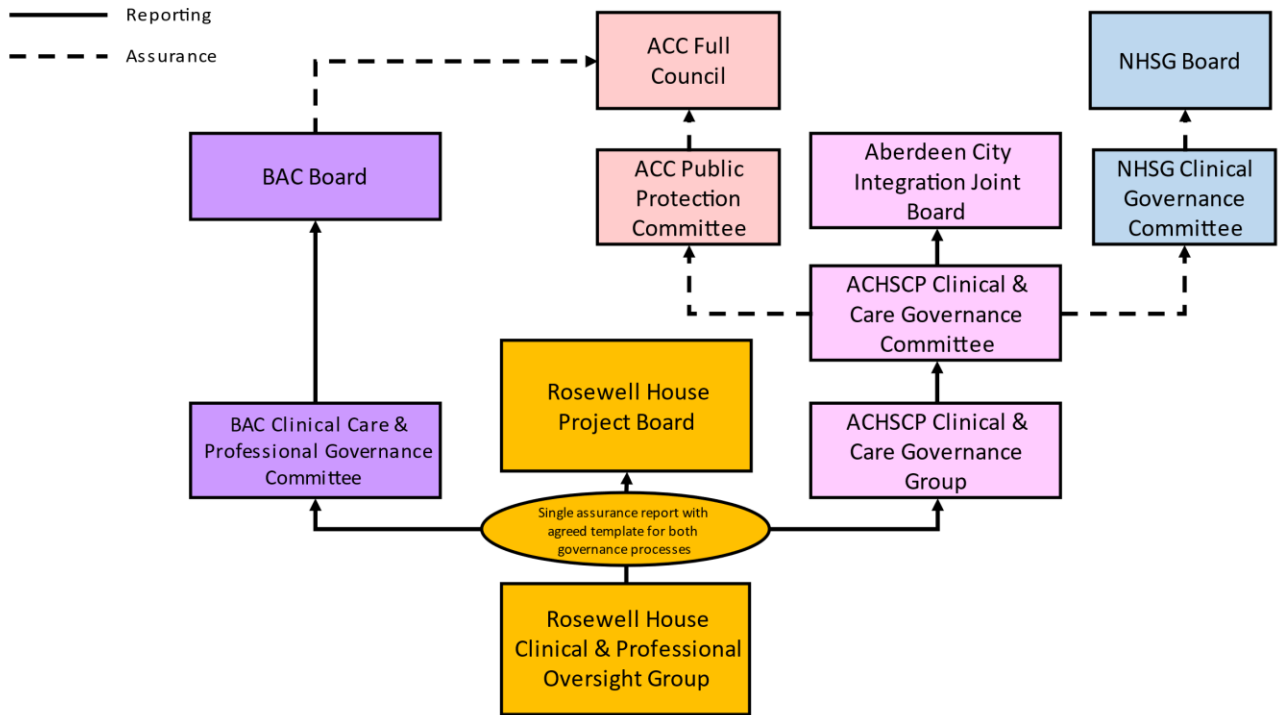 Reporting
Assurance
ACC Full
Council
NHSG Board
BAC Board
ACC Public
Protection
Committee
Aberdeen City
Integration Joint
Board
NHSG Clinical
Governance
Committee
ACHSCP Clinical &
Care Governance
Committee
Rosewell House
Project Board
BAC Clinical Care &
Professional Governance
Committee
ACHSCP Clinical &
Care Governance
Group
Single assurance report with
agreed template for both
governance processes
Rosewell House
Clinical & Professional
Oversight Group